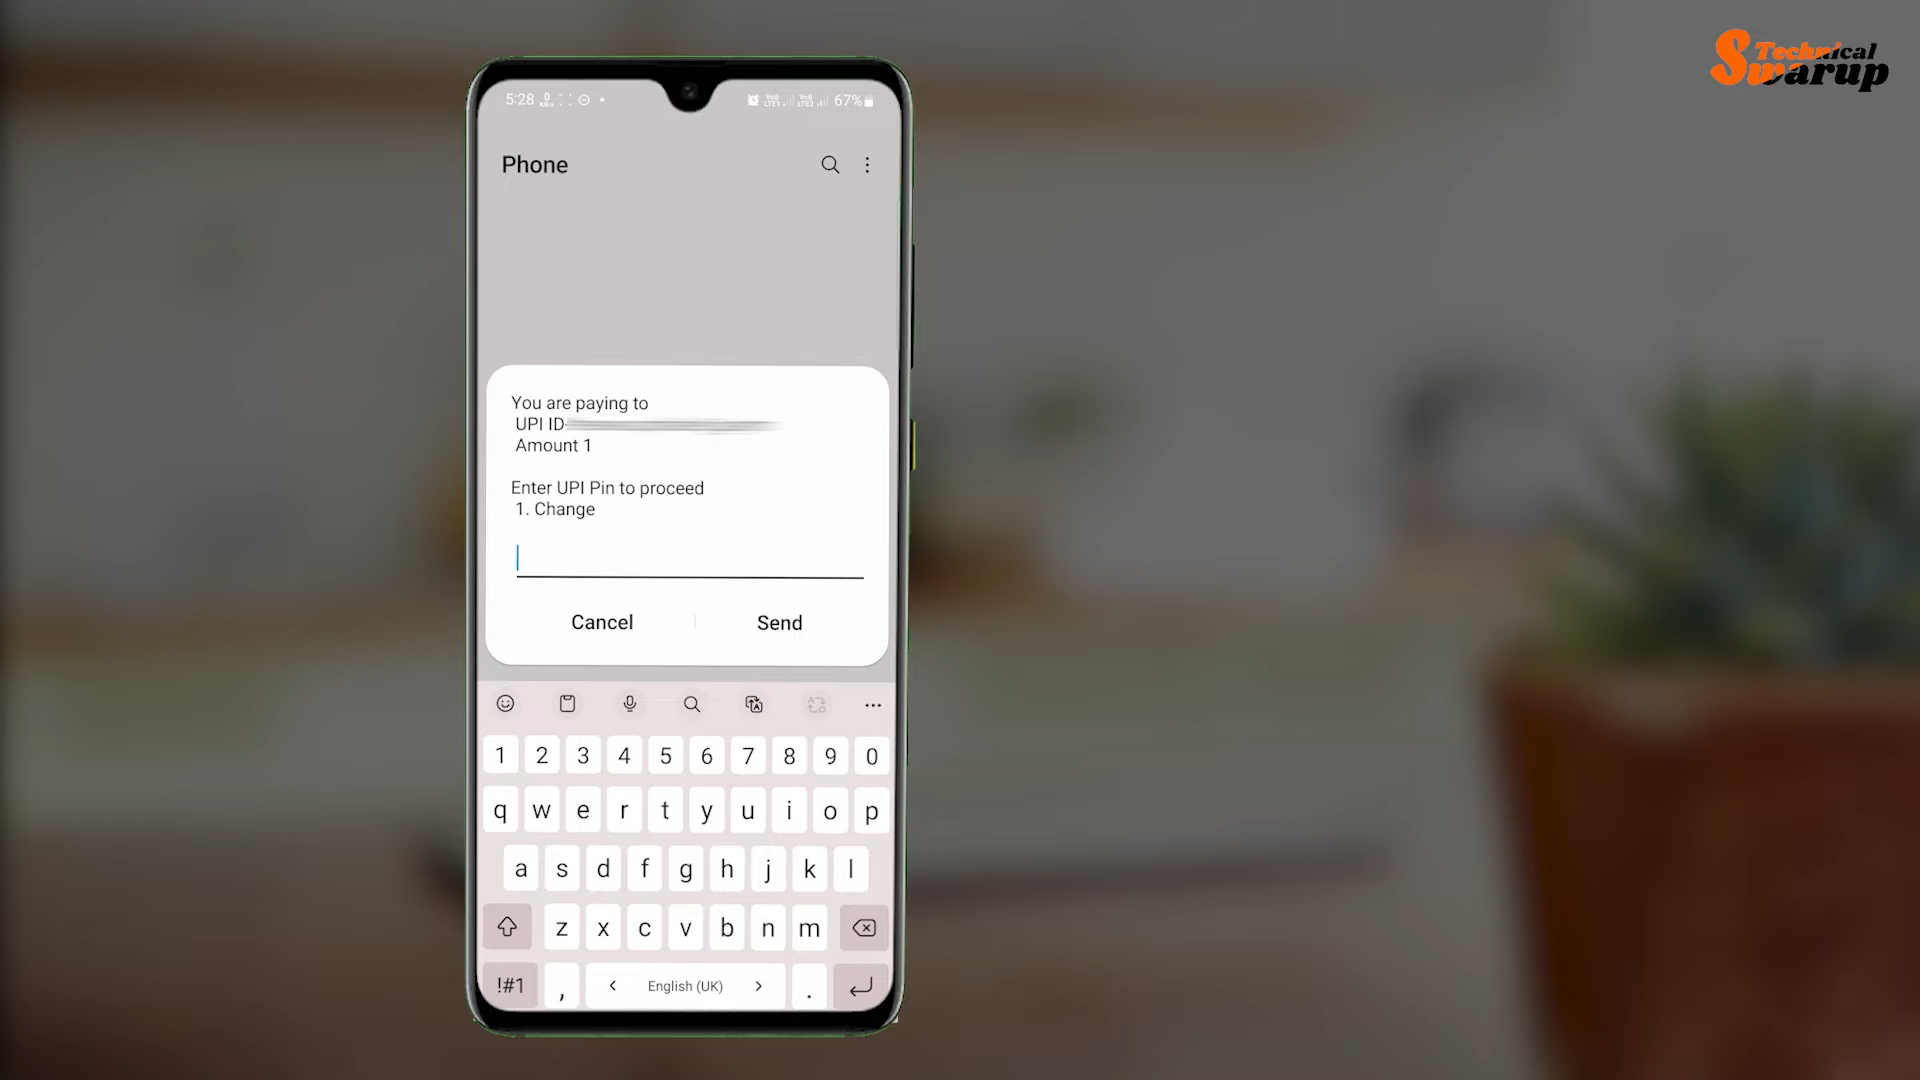 Technical
Swarup
5:28
67%
Phone
You are paying to
UPI ID-
Amount 1
Enter UPI Pin to proceed
1. Change
Cancel
Send
1 2 3 4 5 6 7 8 9 0
q w e r t y u i o p
a s d f g h j k l
z x c v b n m
!#1 , < English (UK) > .